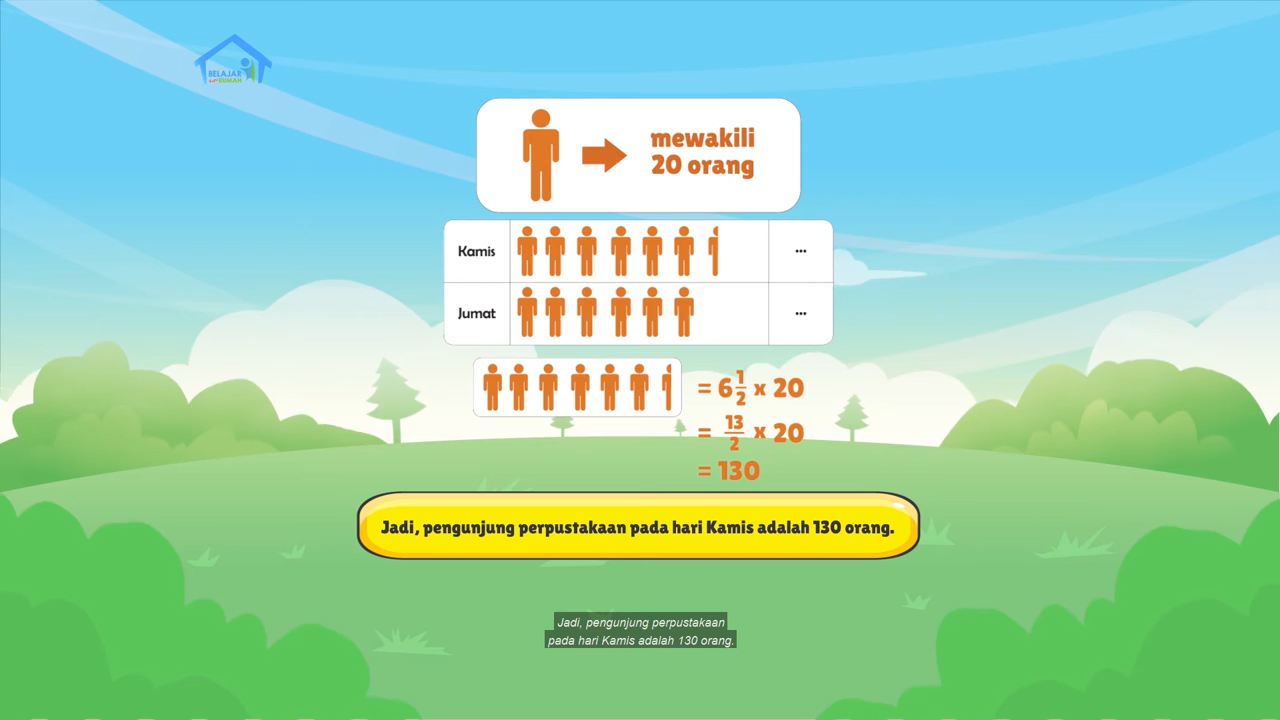 BELAJAR
dari RUMAH
mewakili
20 orang
Kamis ...
Jumat ...
= 6 1/2 x 20
= 13/2 x 20
= 130
Jadi, pengunjung perpustakaan pada hari Kamis adalah 130 orang.
Jadi, pengunjung perpustakaan
pada hari Kamis adalah 130 orang.